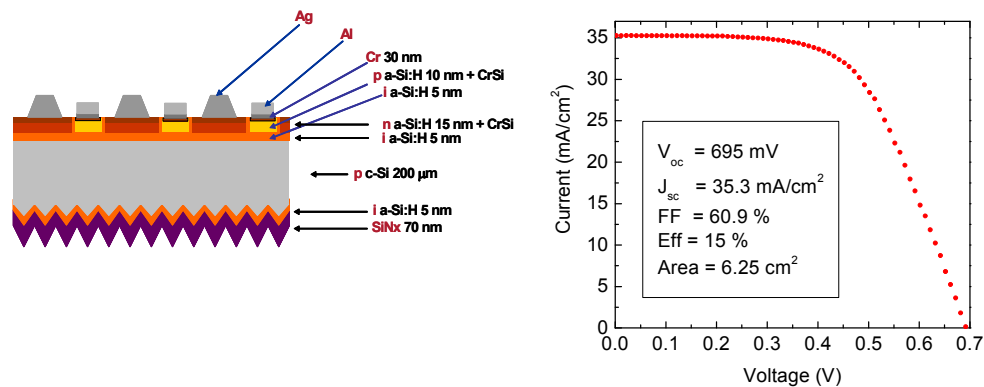 Ag
Al
Cr 30 nm
p a-Si:H 10 nm + CrSi
i a-Si:H 5 nm
n a-Si:H 15 nm + CrSi
i a-Si:H 5 nm
p c-Si 200 μm
i a-Si:H 5 nm
SiNx 70 nm
Current (mA/cm²)
35
30
25
20
15
10
5
0
V_oc = 695 mV
J_sc = 35.3 mA/cm²
FF = 60.9 %
Eff = 15 %
Area = 6.25 cm²
0.0 0.1 0.2 0.3 0.4 0.5 0.6 0.7
Voltage (V)